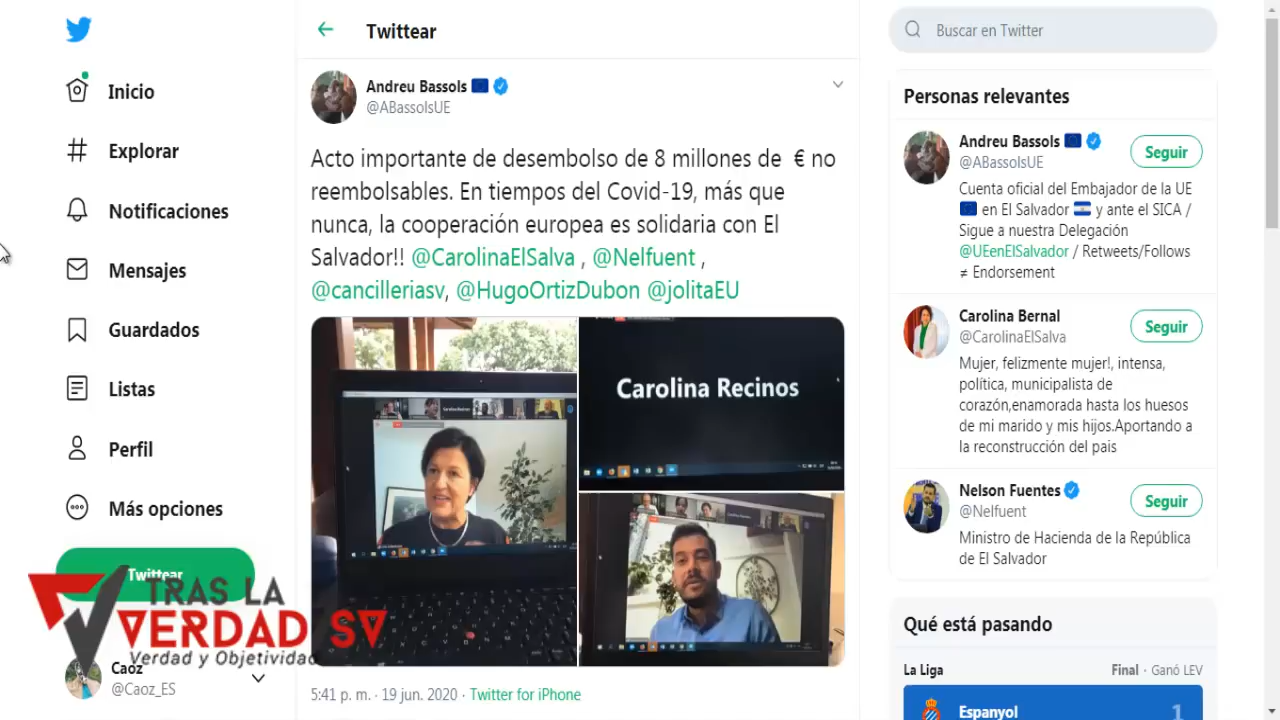 Inicio
Explorar
Notificaciones
Mensajes
Guardados
Listas
Perfil
Más opciones
Twittear
TRAS LA
VERDAD SV
Verdad y Objetividad
Caoz
@Caoz_ES
Twittear
Andreu Bassols
@ABassolsUE
Acto importante de desembolso de 8 millones de € no
reembolsables. En tiempos del Covid-19, más que
nunca, la cooperación europea es solidaria con El
Salvador!! @CarolinaElSalva , @Nelfuent ,
@cancilleriasv, @HugoOrtizDubon @jolitaEU
Carolina Recinos
Carolina Recinos
5:41 p. m. · 19 jun. 2020 · Twitter for iPhone
Buscar en Twitter
Personas relevantes
Andreu Bassols
@ABassolsUE
Seguir
Cuenta oficial del Embajador de la UE
en El Salvador y ante el SICA /
Sigue a nuestra Delegación
@UEenElSalvador / Retweets/Follows
≠ Endorsement
Carolina Bernal
@CarolinaElSalva
Seguir
Mujer, felizmente mujer!, intensa,
política, municipalista de
corazón,enamorada hasta los huesos
de mi marido y mis hijos.Aportando a
la reconstrucción del pais
Nelson Fuentes
@Nelfuent
Seguir
Ministro de Hacienda de la República
de El Salvador
Qué está pasando
La Liga
Final · Ganó LEV
Espanyol 1